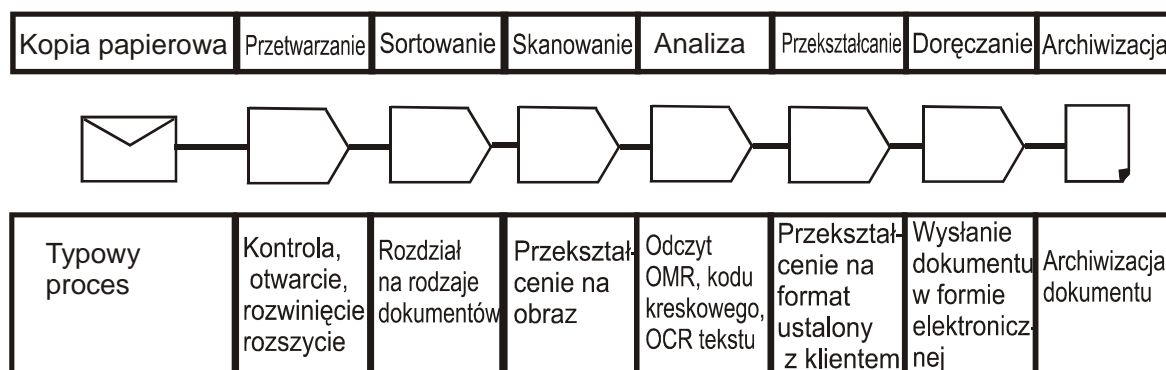 Kopia papierowa
Przetwarzanie
Sortowanie
Skanowanie
Analiza
Przekształcanie
Doręczanie
Archiwizacja
Typowy
proces
Kontrola,
otwarcie,
rozwinięcie
rozszycie
Rozdział
na rodzaje
dokumentów
Przekształ-
cenie na
obraz
Odczyt
OMR, kodu
kreskowego,
OCR tekstu
Przekształ-
cenie na
format
ustalony
z klientem
Wysłanie
dokumentu
w formie
elektronicz-
nej
Archiwizacja
dokumentu